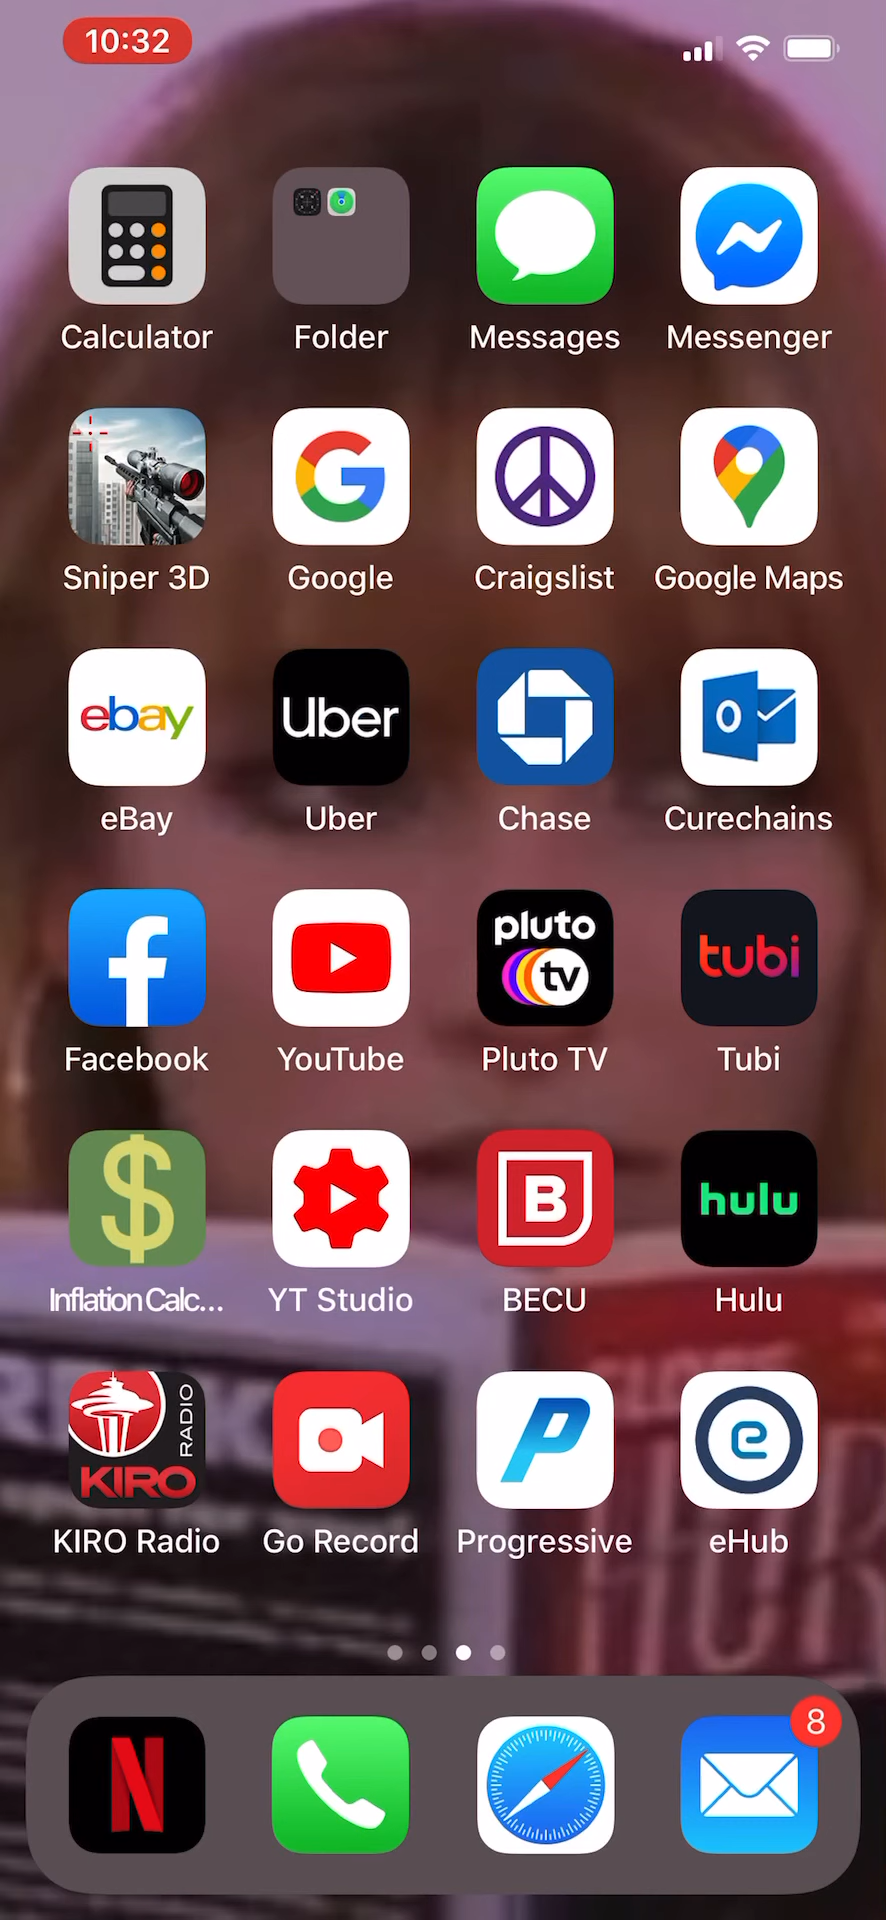 10:32
Calculator
Folder
Messages
Messenger
Sniper 3D
Google
Craigslist
Google Maps
ebay
Uber
eBay
Uber
Chase
Curechains
pluto
tv
tubi
Facebook
YouTube
Pluto TV
Tubi
$
B
hulu
Inflation Calc...
YT Studio
BECU
Hulu
RADIO
KIRO
KIRO Radio
Go Record
Progressive
eHub
8